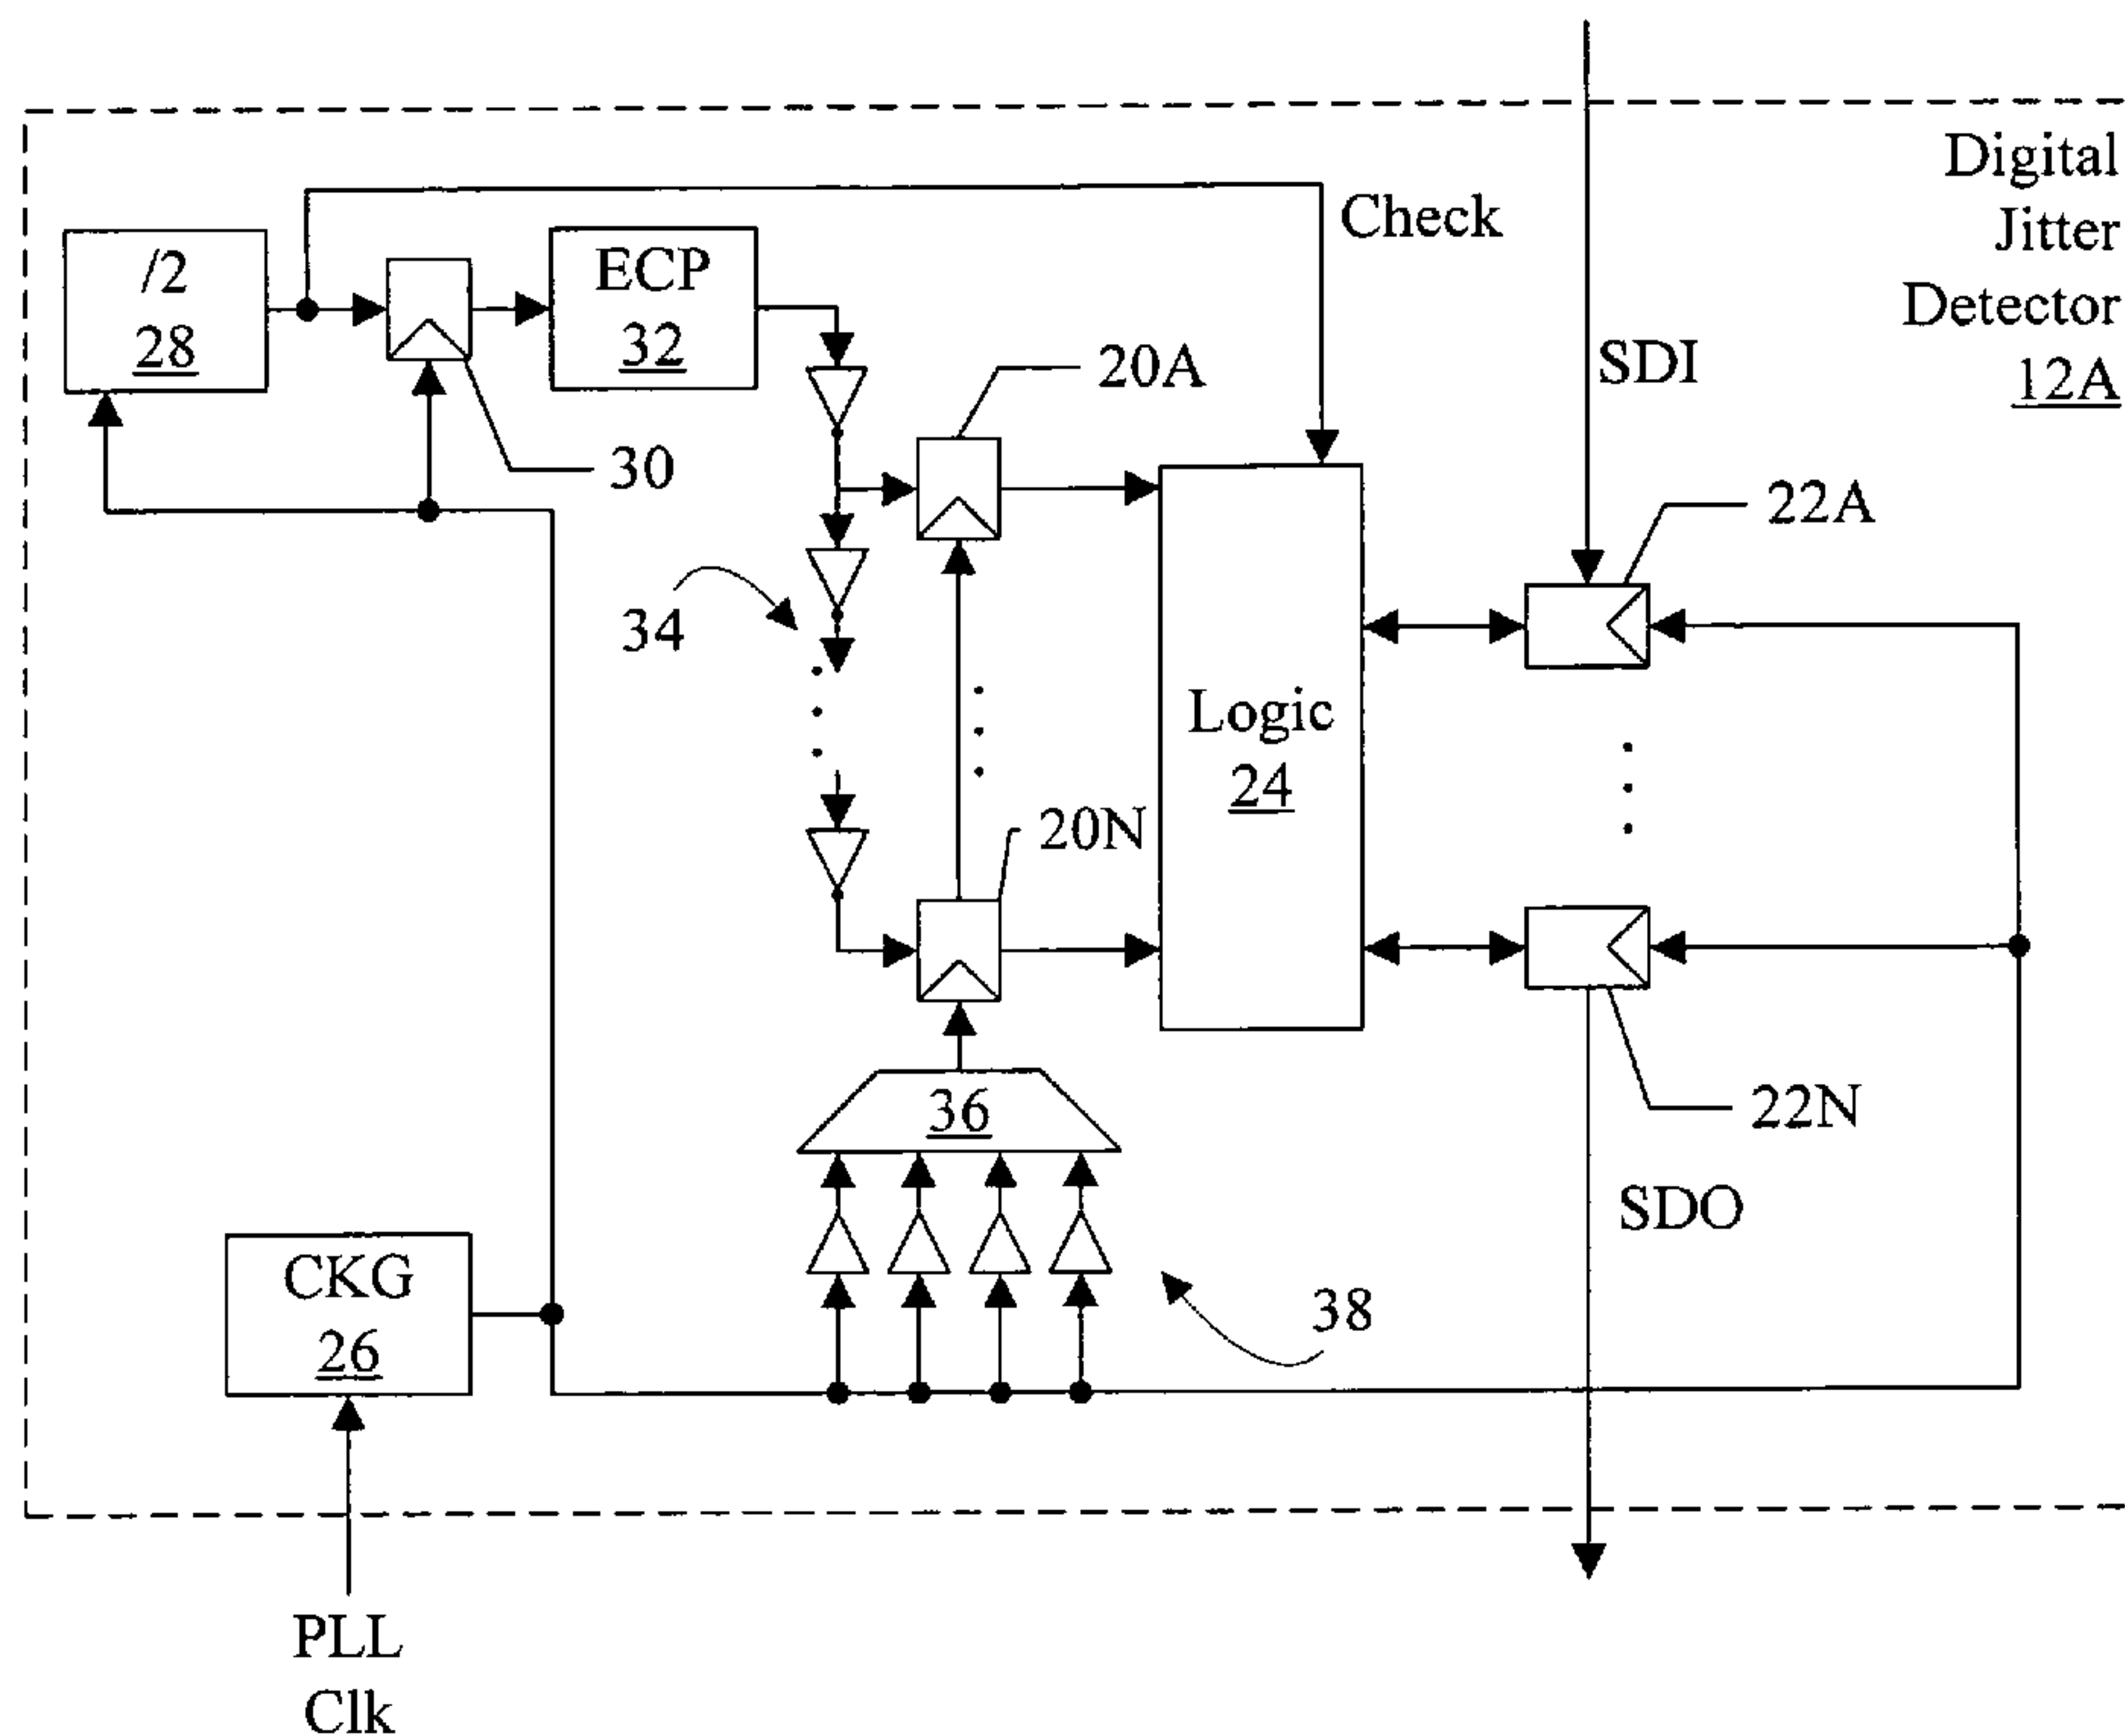 Digital
Jitter
Detector
12A
Check
SDI
/2
28
ECP
32
20A
30
22A
34
Logic
24
20N
36
22N
SDO
CKG
26
38
PLL
Clk